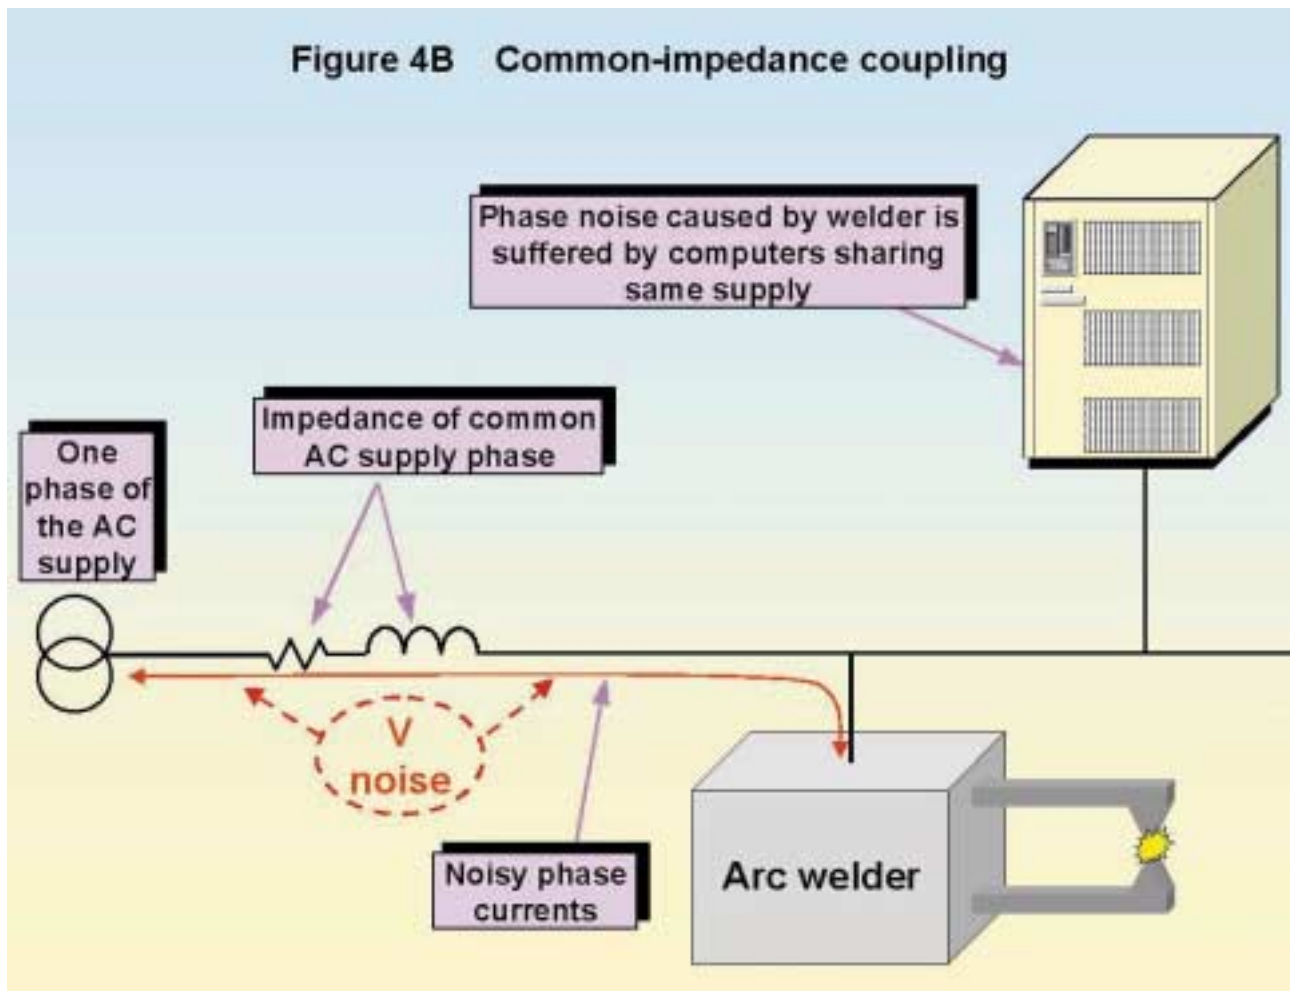 Figure 4B    Common-impedance coupling
Phase noise caused by welder is
suffered by computers sharing
same supply
Impedance of common
AC supply phase
One
phase of
the AC
supply
V
noise
Noisy phase
currents
Arc welder